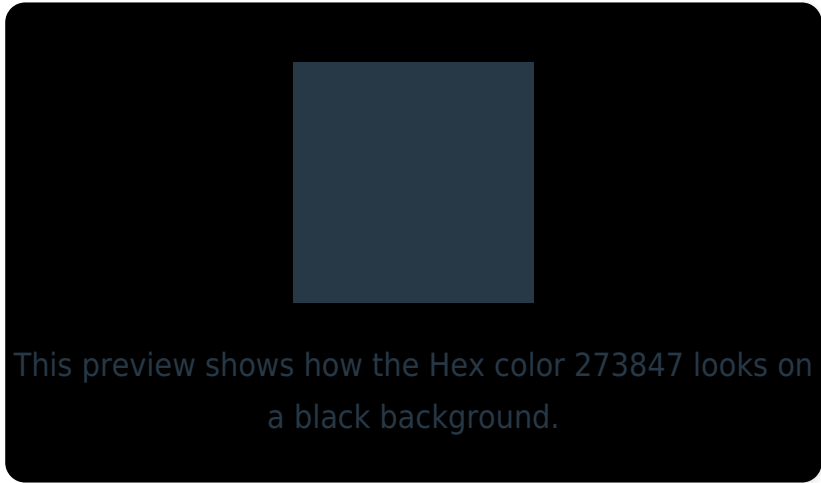 This preview shows how the Hex color 273847 looks on
a black background.